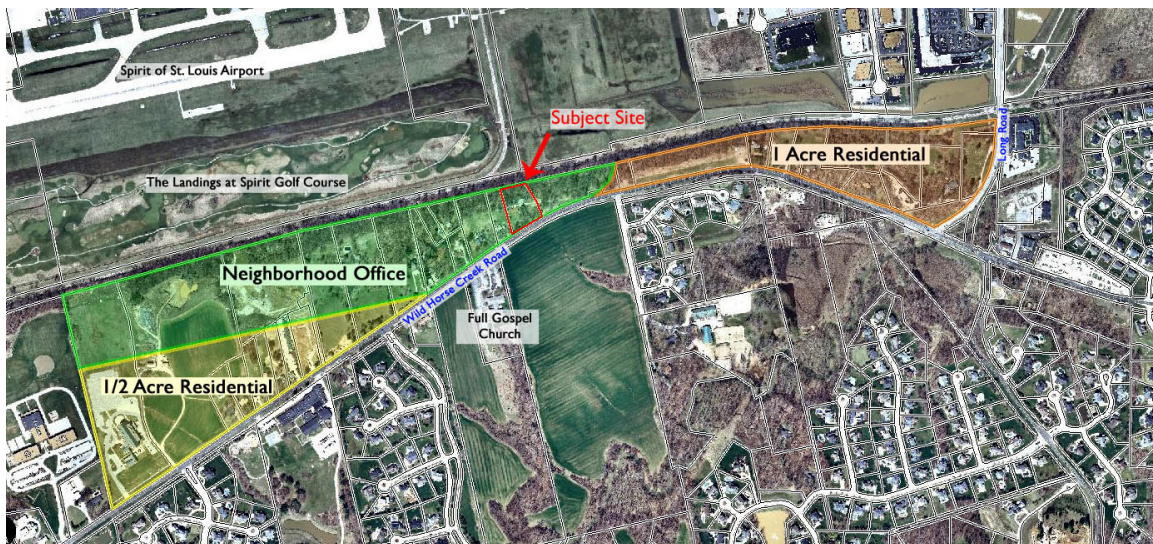 Spirit of St. Louis Airport
Subject Site
Long Road
1 Acre Residential
The Landings at Spirit Golf Course
Neighborhood Office
Wild Horse Creek Road
Full Gospel
Church
1/2 Acre Residential